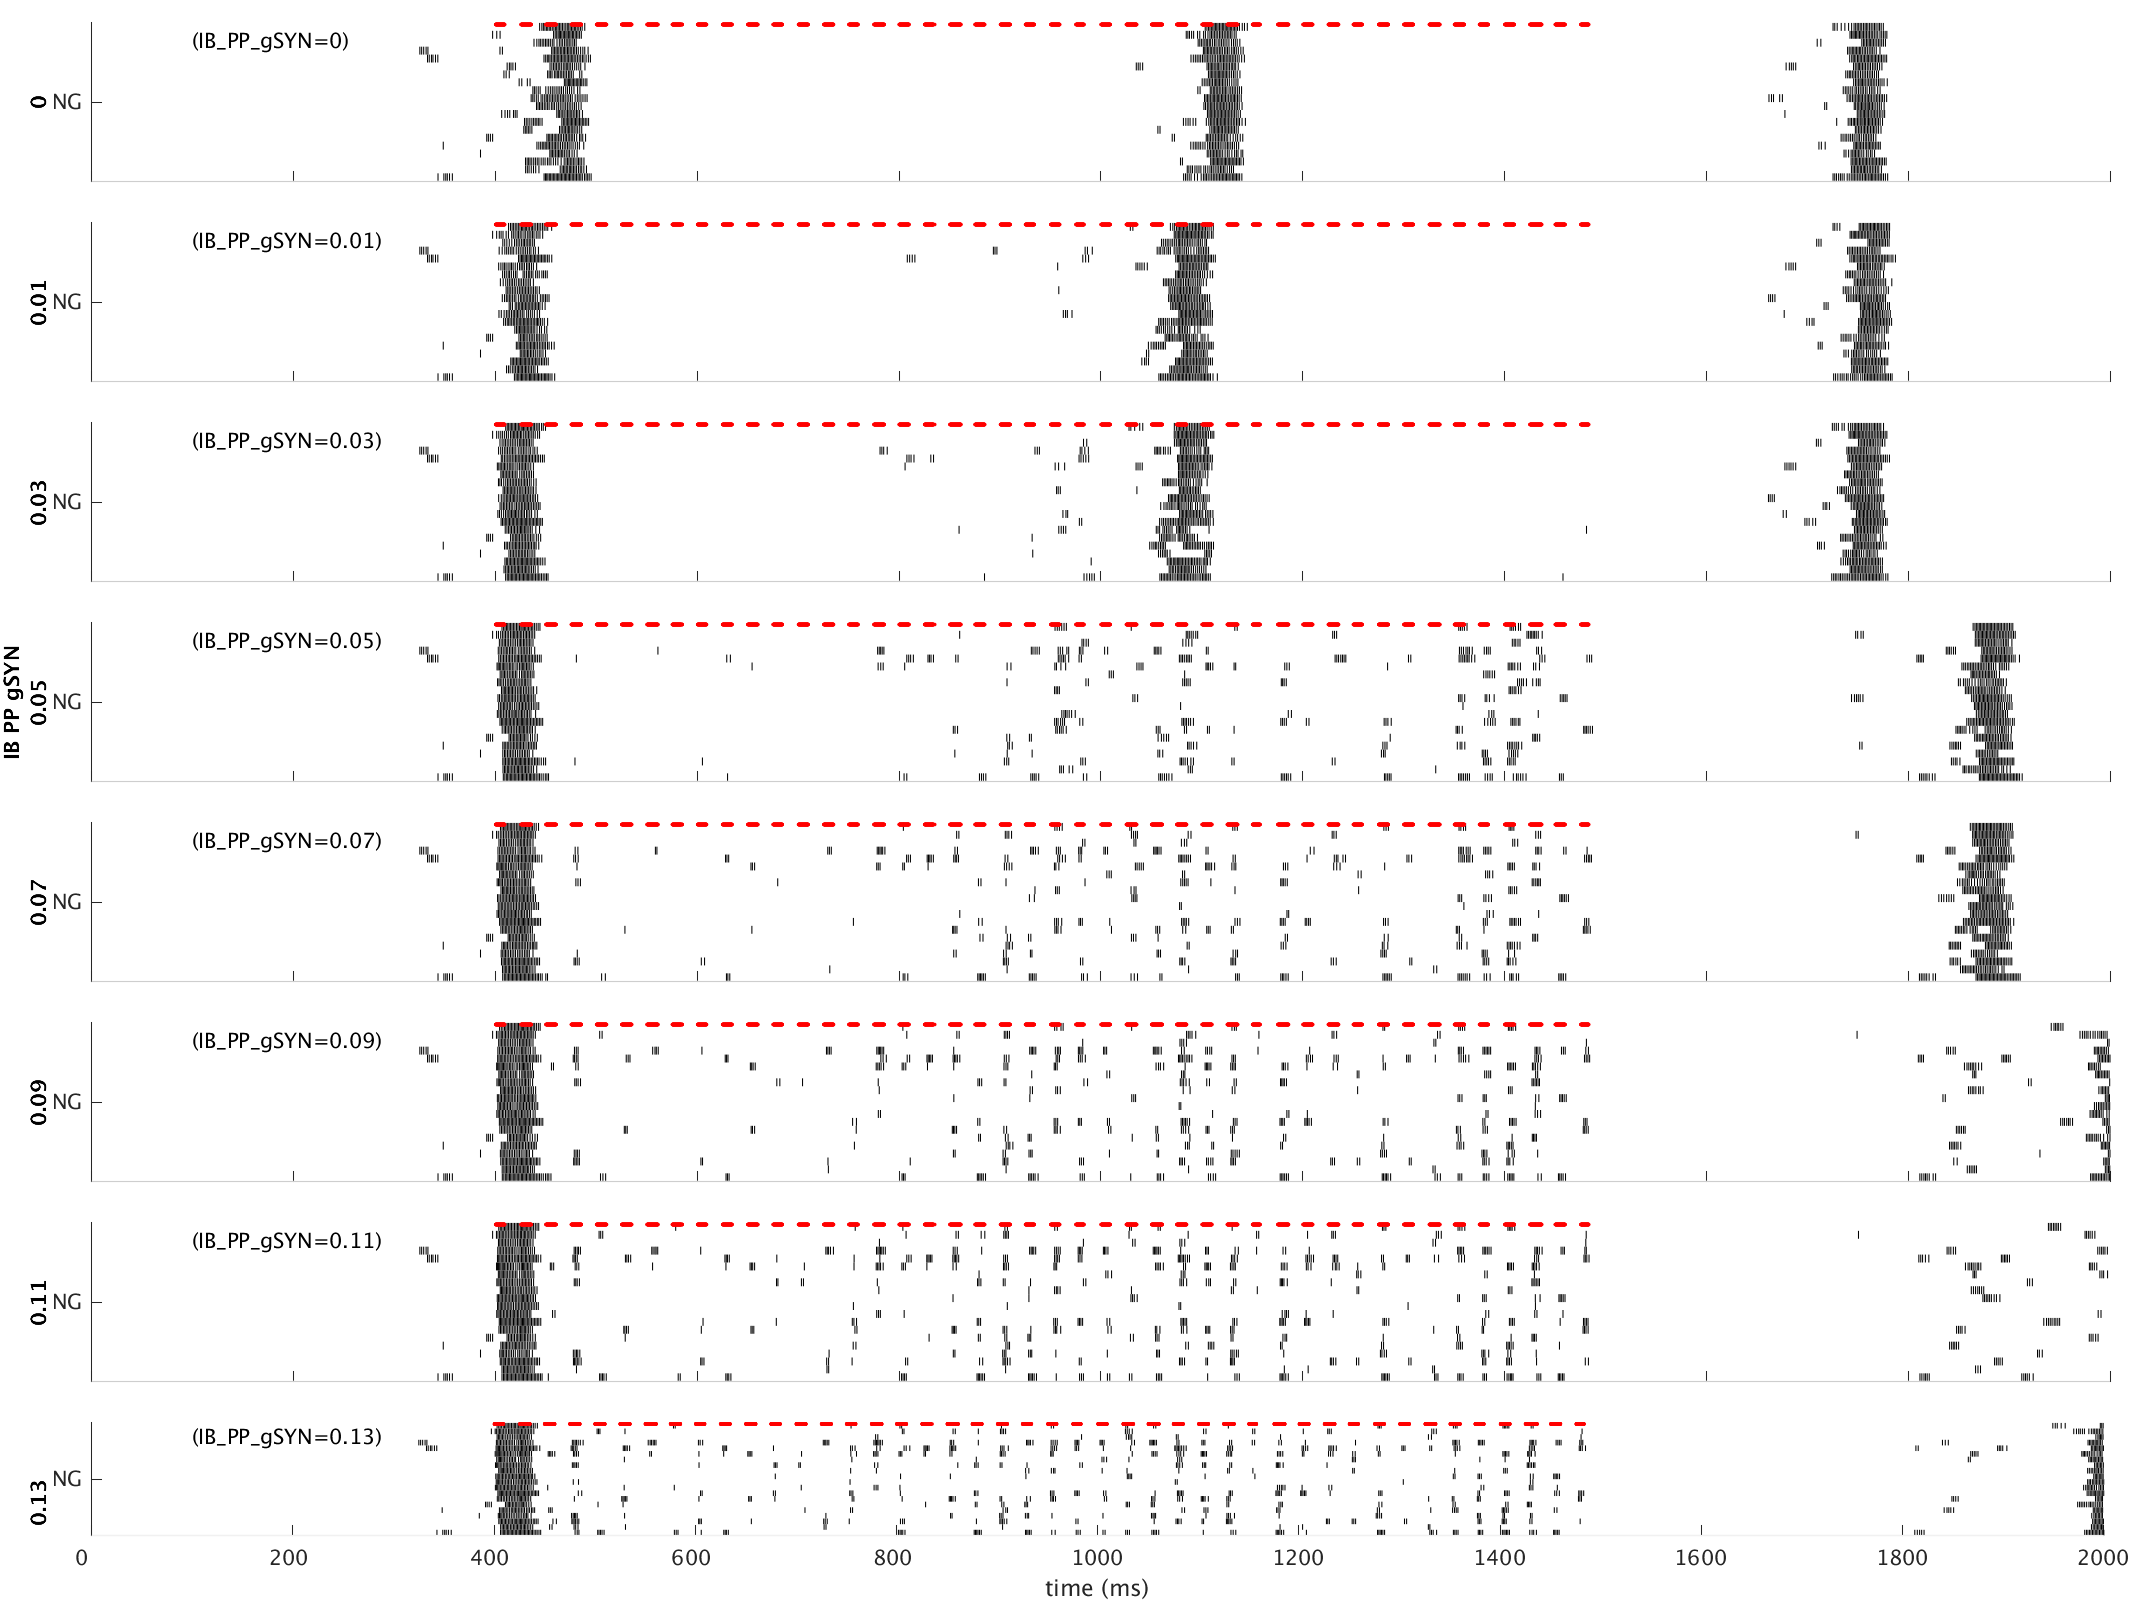 (IB_PP_gSYN=0)
0 NG
(IB_PP_gSYN=0.01)
0.01 NG
(IB_PP_gSYN=0.03)
0.03 NG
(IB_PP_gSYN=0.05)
IB PP gSYN
0.05 NG
(IB_PP_gSYN=0.07)
0.07 NG
(IB_PP_gSYN=0.09)
0.09 NG
(IB_PP_gSYN=0.11)
0.11 NG
(IB_PP_gSYN=0.13)
0.13 NG
0 200 400 600 800 1000 1200 1400 1600 1800 2000
time (ms)